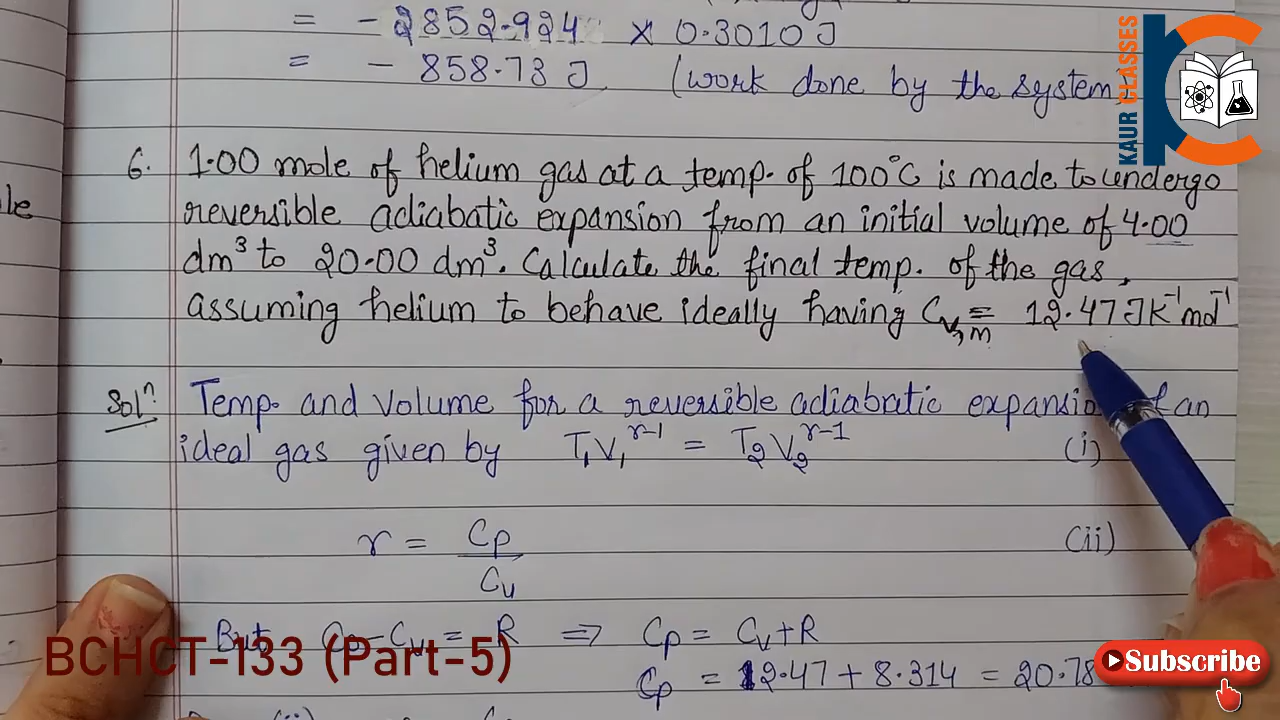 = - 2852.924 × 0.3010 J
= - 858.73 J (work done by the system)
KAUR CLASSES
6. 1.00 mole of helium gas at a temp. of 100°C is made to undergo
reversible adiabatic expansion from an initial volume of 4.00
dm³ to 20.00 dm³. Calculate the final temp. of the gas,
assuming helium to behave ideally having Cv,m = 12.47 JK⁻¹mol⁻¹
Solⁿ. Temp. and volume for a reversible adiabatic expansion of an
ideal gas given by T₁V₁^(r-1) = T₂V₂^(r-1) (i)
r = Cp/Cv (ii)
But Cp - Cv = R ⇒ Cp = Cv + R
BCHCT-133 (Part-5)
Subscribe
Cp = 12.47 + 8.314 = 20.78